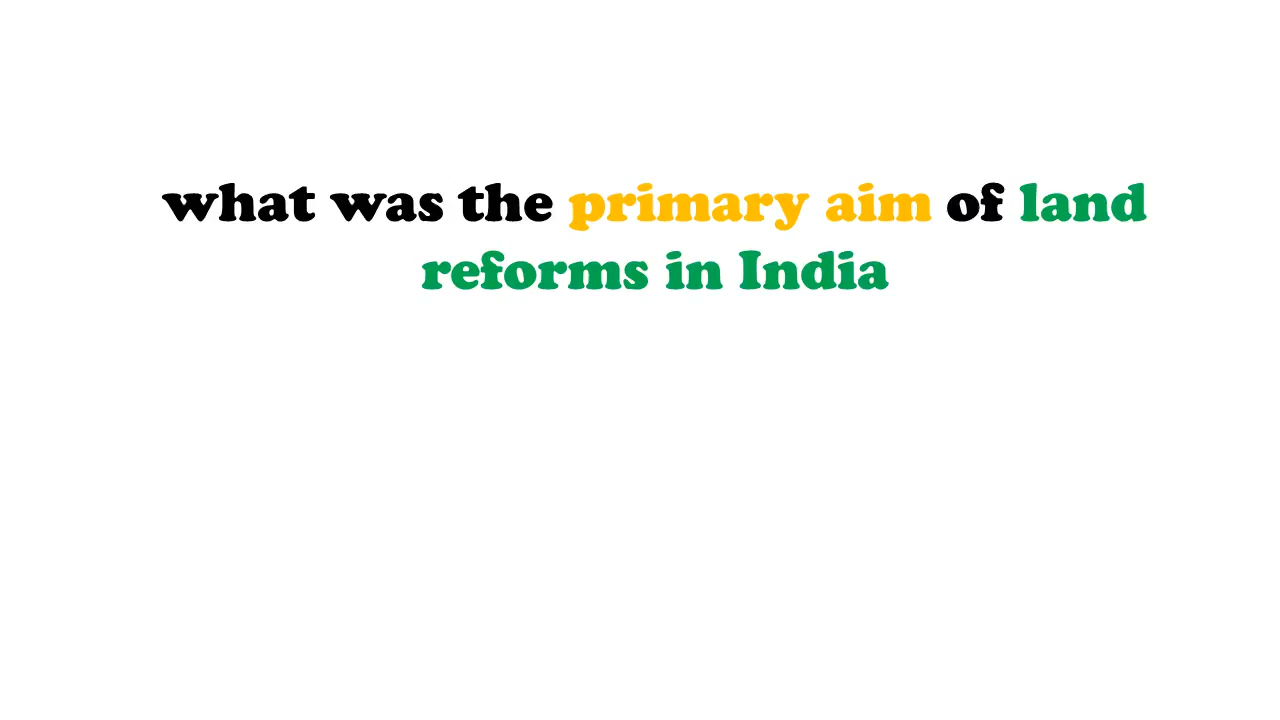 what was the primary aim of land
reforms in India